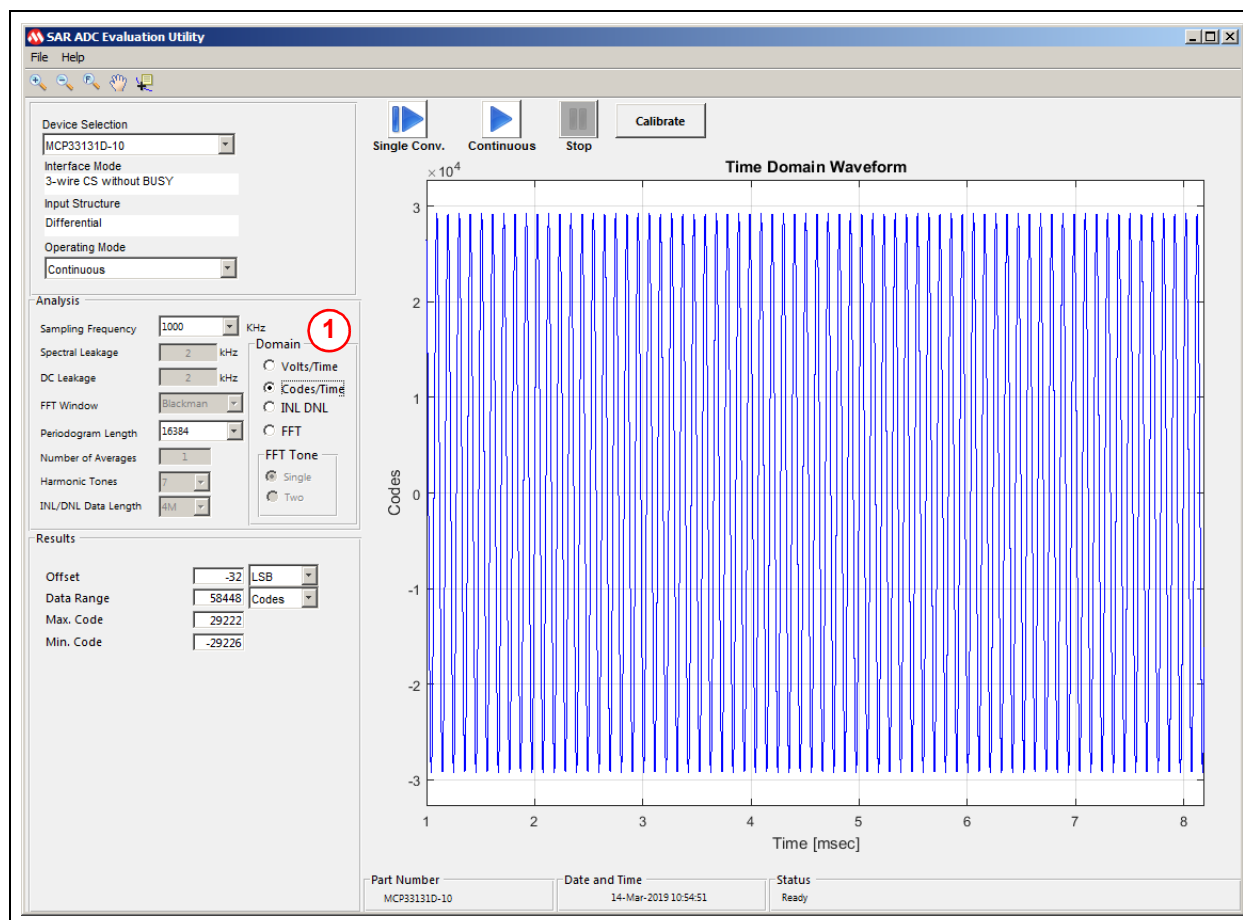 SAR ADC Evaluation Utility
File Help
Device Selection
MCP33131D-10
Interface Mode
3-wire CS without BUSY
Input Structure
Differential
Operating Mode
Continuous
Analysis
Sampling Frequency 1000 KHz
Spectral Leakage 2 kHz
DC Leakage 2 kHz
FFT Window Blackman
Periodogram Length 16384
Number of Averages 1
Harmonic Tones 7
INL/DNL Data Length 4M
1
Domain
Volts/Time
Codes/Time
INL DNL
FFT
FFT Tone
Single
Two
Results
Offset -32 LSB
Data Range 58448 Codes
Max. Code 29222
Min. Code -29226
Single Conv. Continuous Stop Calibrate
Time Domain Waveform
×10⁴
3
2
1
0
-1
-2
-3
Codes
1 2 3 4 5 6 7 8
Time [msec]
Part Number
MCP33131D-10
Date and Time
14-Mar-2019 10:54:51
Status
Ready